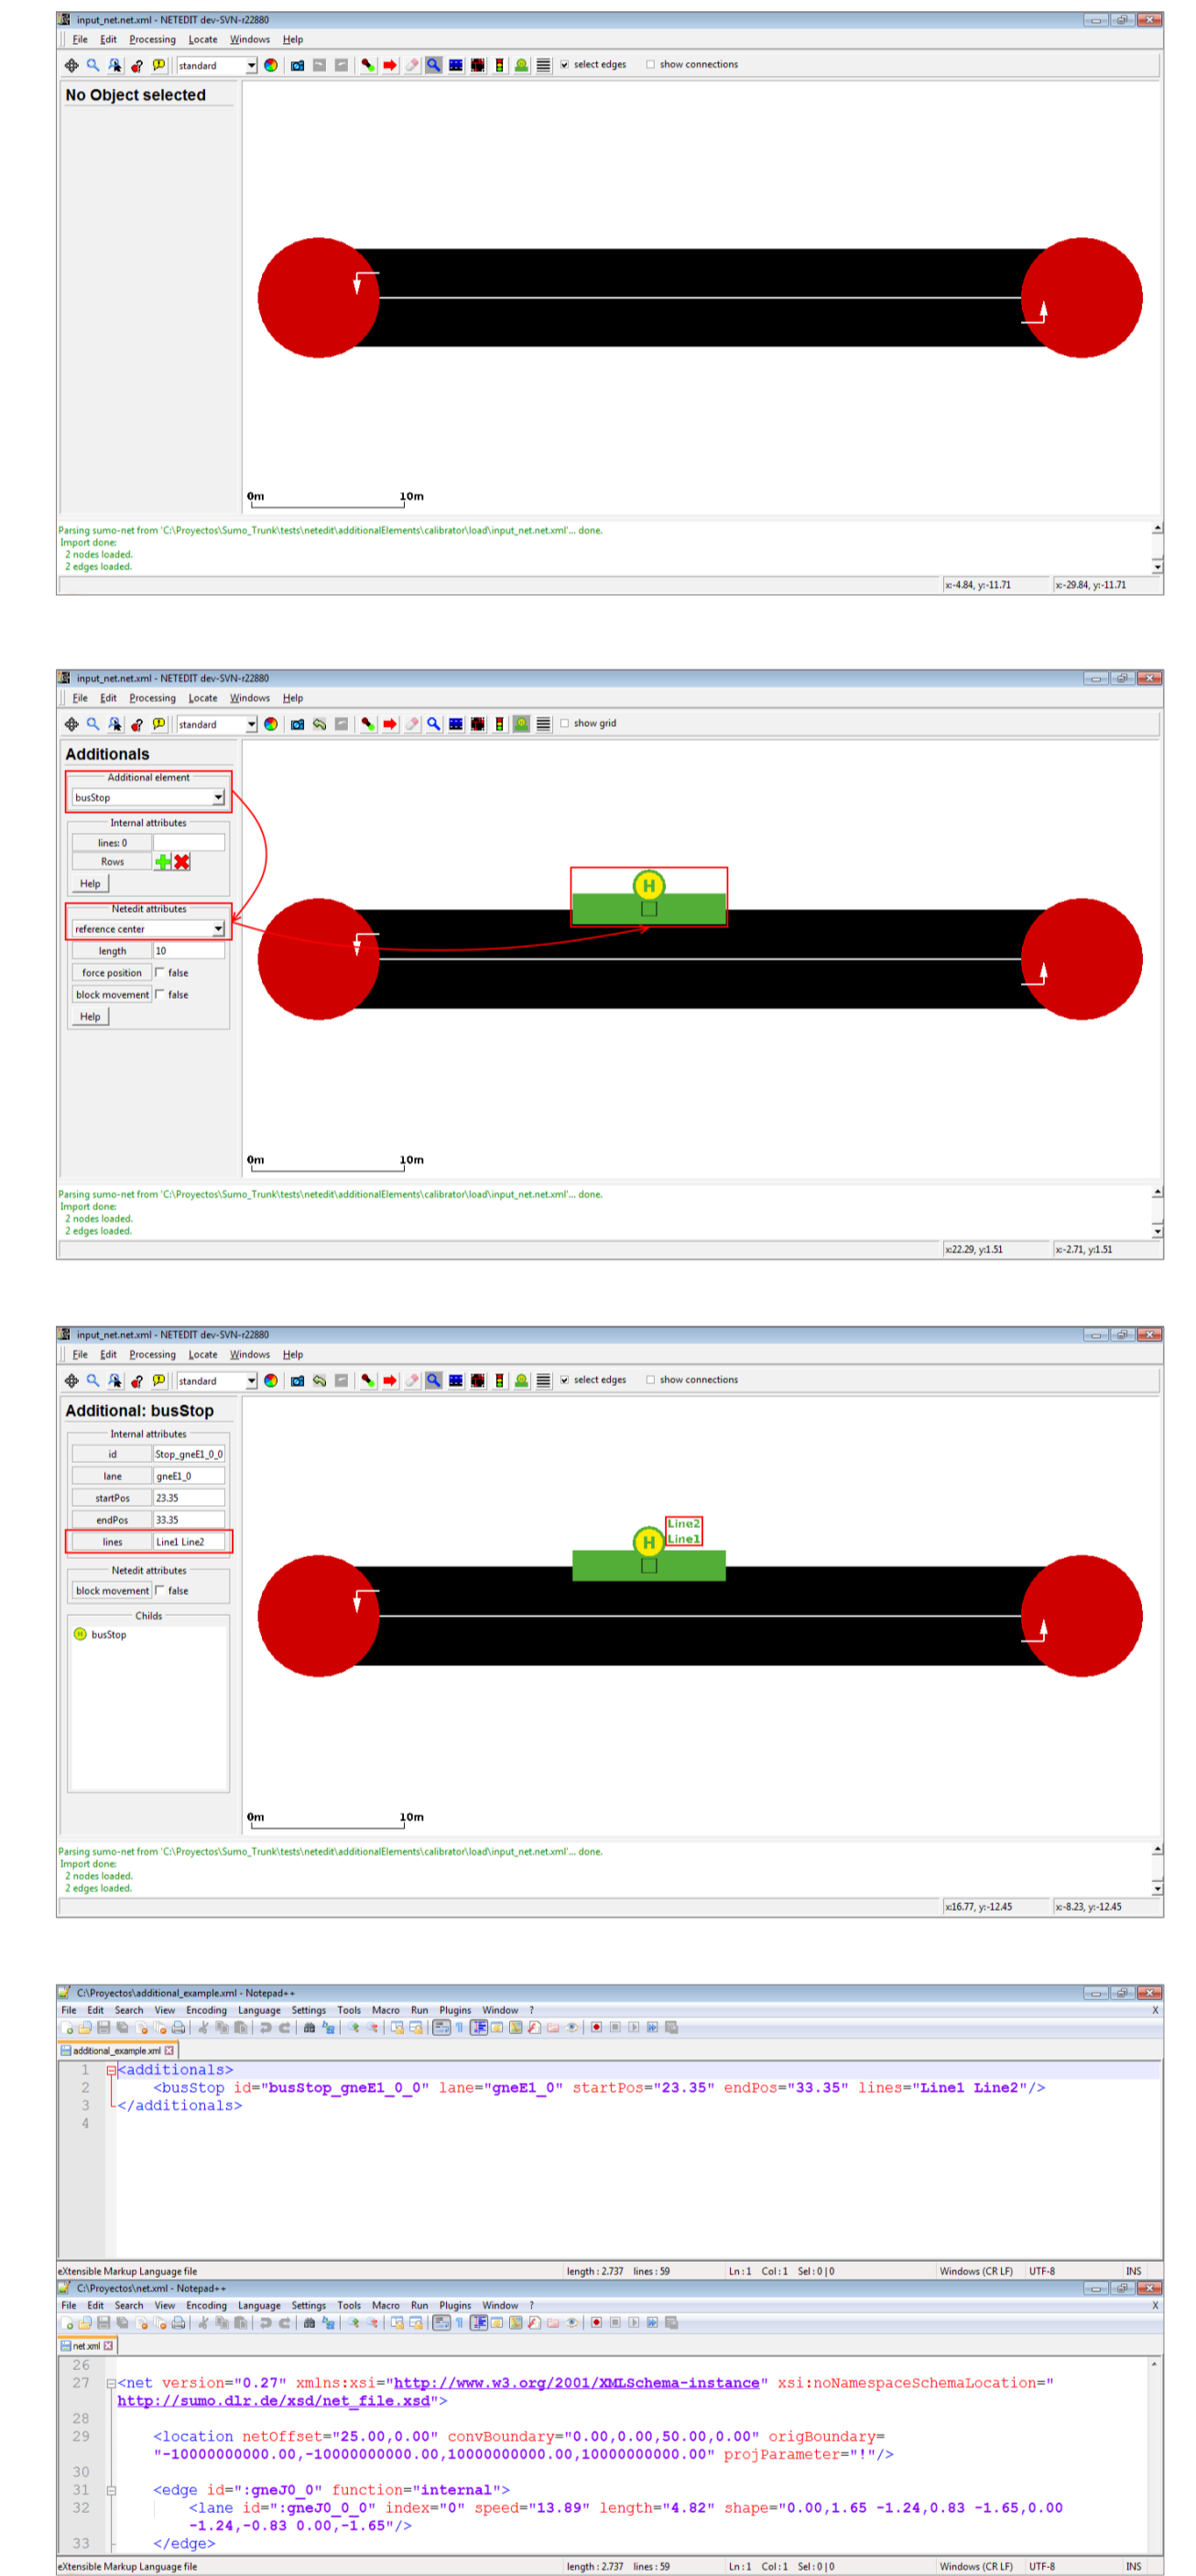 input_net.net.xml - NETEDIT dev-SVN-r22880
File Edit Processing Locate Windows Help
standard select edges show connections
No Object selected
0m 10m
Parsing sumo-net from 'C:\Proyectos\Sumo_Trunk\tests\netedit\additionalElements\calibrator\load\input_net.net.xml'... done.
Import done:
2 nodes loaded.
2 edges loaded.
x:-4.84, y:-11.71 x:-29.84, y:-11.71
input_net.net.xml - NETEDIT dev-SVN-r22880
File Edit Processing Locate Windows Help
standard show grid
Additionals
Additional element
busStop
Internal attributes
lines: 0
Rows
Help
Netedit attributes
reference center
length 10
force position false
block movement false
Help
H
0m 10m
Parsing sumo-net from 'C:\Proyectos\Sumo_Trunk\tests\netedit\additionalElements\calibrator\load\input_net.net.xml'... done.
Import done:
2 nodes loaded.
2 edges loaded.
x:22.29, y:1.51 x:-2.71, y:1.51
input_net.net.xml - NETEDIT dev-SVN-r22880
File Edit Processing Locate Windows Help
standard select edges show connections
Additional: busStop
Internal attributes
id Stop_gneE1_0_0
lane gneE1_0
startPos 23.35
endPos 33.35
lines Line1 Line2
Netedit attributes
block movement false
Childs
H busStop
Line2
H Line1
0m 10m
Parsing sumo-net from 'C:\Proyectos\Sumo_Trunk\tests\netedit\additionalElements\calibrator\load\input_net.net.xml'... done.
Import done:
2 nodes loaded.
2 edges loaded.
x:16.77, y:-12.45 x:-8.23, y:-12.45
C:\Proyectos\additional_example.xml - Notepad++
File Edit Search View Encoding Language Settings Tools Macro Run Plugins Window ? X
additional_example.xml
1 <additionals>
2 <busStop id="busStop_gneE1_0_0" lane="gneE1_0" startPos="23.35" endPos="33.35" lines="Line1 Line2"/>
3 </additionals>
4
eXtensible Markup Language file length : 2.737 lines : 59 Ln : 1 Col : 1 Sel : 0 | 0 Windows (CR LF) UTF-8 INS
C:\Proyectos\net.xml - Notepad++
File Edit Search View Encoding Language Settings Tools Macro Run Plugins Window ? X
net.xml
26
27 <net version="0.27" xmlns:xsi="http://www.w3.org/2001/XMLSchema-instance" xsi:noNamespaceSchemaLocation="
http://sumo.dlr.de/xsd/net_file.xsd">
28
29 <location netOffset="25.00,0.00" convBoundary="0.00,0.00,50.00,0.00" origBoundary=
"-10000000000.00,-10000000000.00,10000000000.00,10000000000.00" projParameter="!"/>
30
31 <edge id=":gneJ0_0" function="internal">
32 <lane id=":gneJ0_0_0" index="0" speed="13.89" length="4.82" shape="0.00,1.65 -1.24,0.83 -1.65,0.00
-1.24,-0.83 0.00,-1.65"/>
33 </edge>
eXtensible Markup Language file length : 2.737 lines : 59 Ln : 1 Col : 1 Sel : 0 | 0 Windows (CR LF) UTF-8 INS